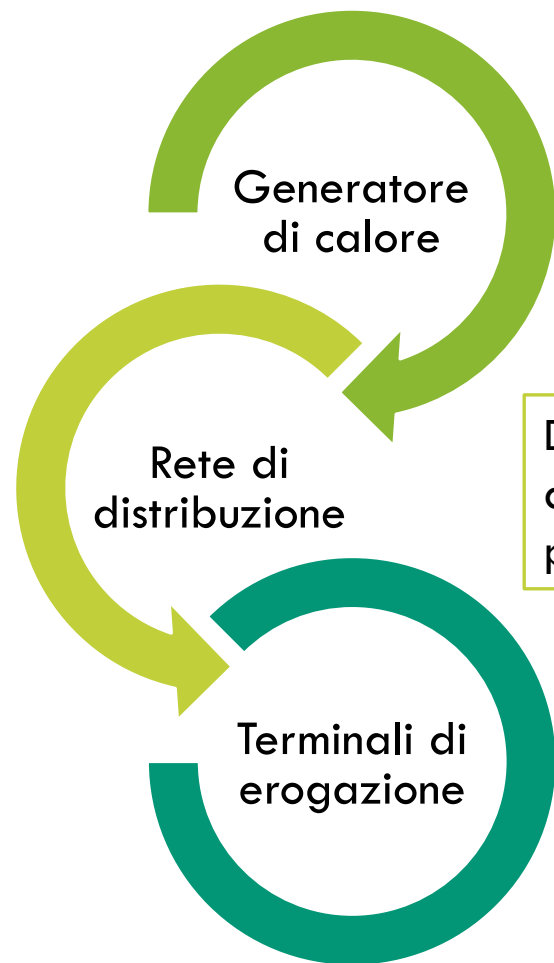 Generatore
di calore
Rete di
distribuzione
Terminali di
erogazione